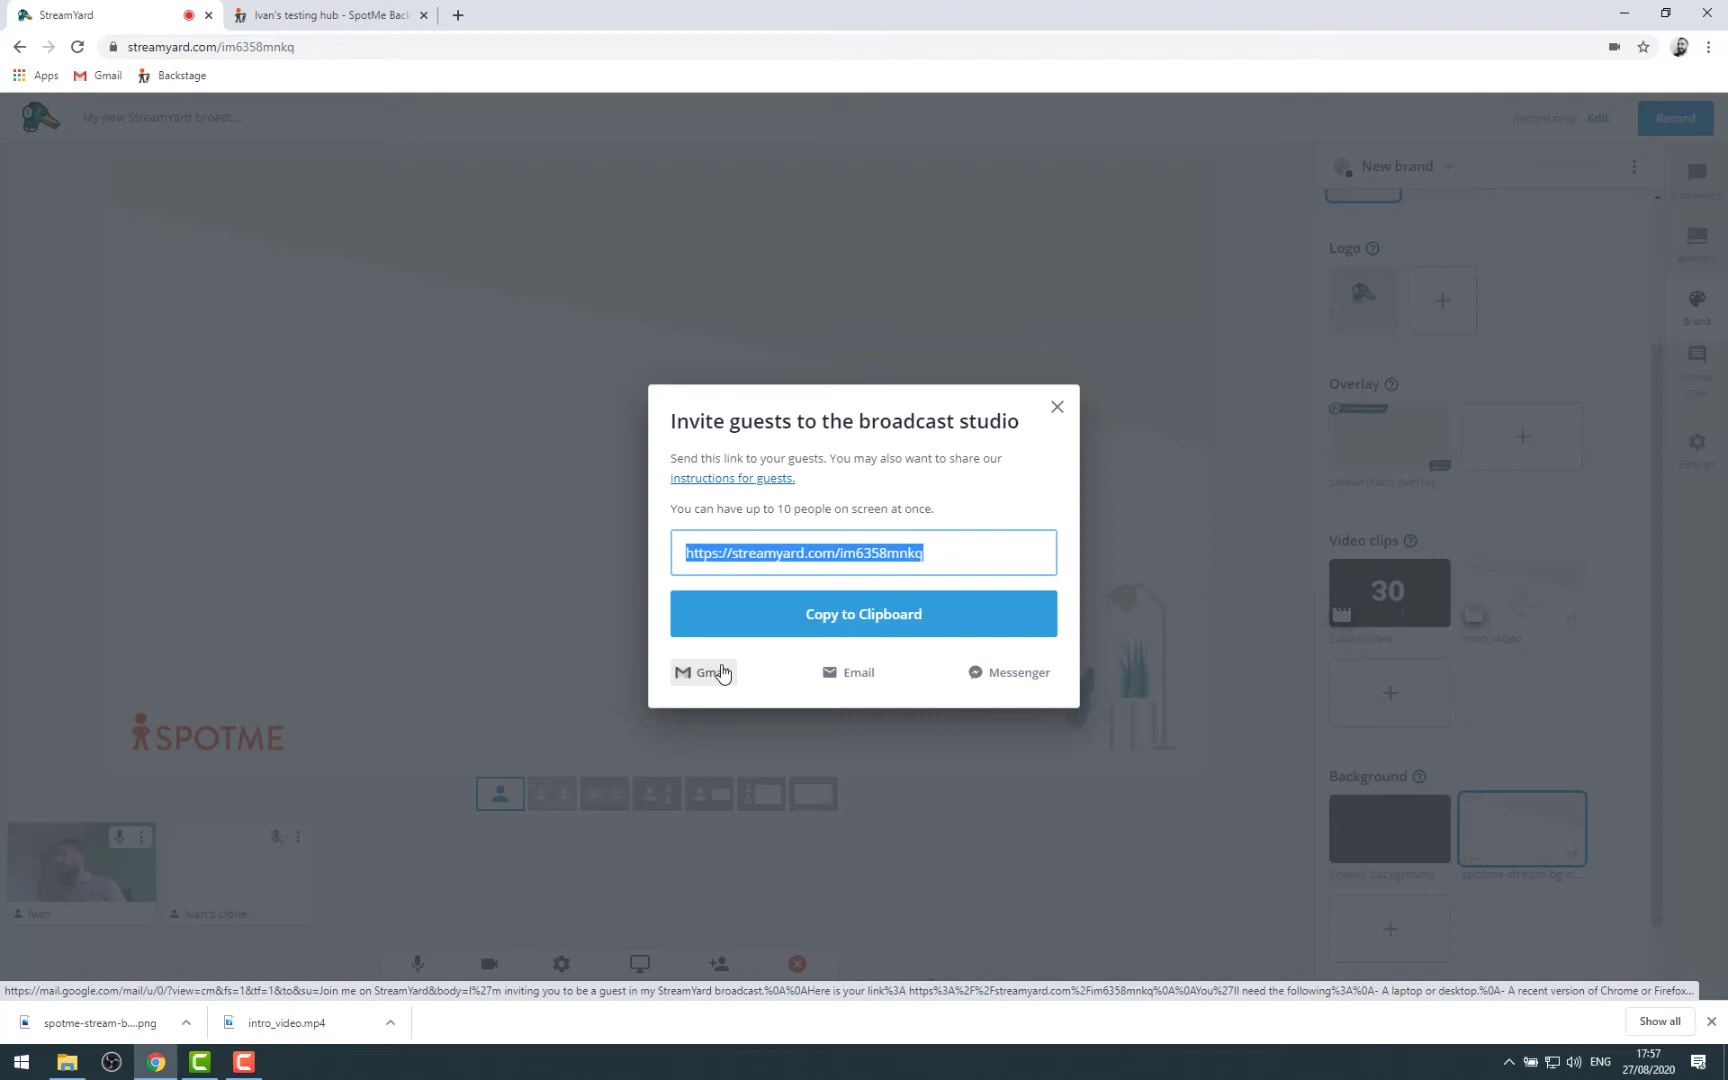 StreamYard
Ivan's testing hub - SpotMe Back
streamyard.com/im6358mnkq
Apps
Gmail
Backstage
My new StreamYard broadc...
Record only
Edit
Record
New brand
Comments
Banners
Logo
Brand
Private Chat
Settings
Overlay
StreamYard overlay
Invite guests to the broadcast studio
Send this link to your guests. You may also want to share our
instructions for guests.
You can have up to 10 people on screen at once.
https://streamyard.com/im6358mnkq
Copy to Clipboard
Email
Messenger
Video clips
30
Countdown
intro_video
SPOTME
Background
Leaves background
spotme-stream-bg-cl...
Ivan
Ivan's clone
https://mail.google.com/mail/u/0/?view=cm&fs=1&tf=1&to&su=Join me on StreamYard&body=I%27m inviting you to be a guest in my StreamYard broadcast.%0A%0AHere is your link%3A https%3A%2F%2Fstreamyard.com%2Fim6358mnkq%0A%0AYou%27ll need the following%3A%0A- A laptop or desktop.%0A- A recent version of Chrome or Firefox...
spotme-stream-b....png
intro_video.mp4
Show all
ENG
17:57
27/08/2020